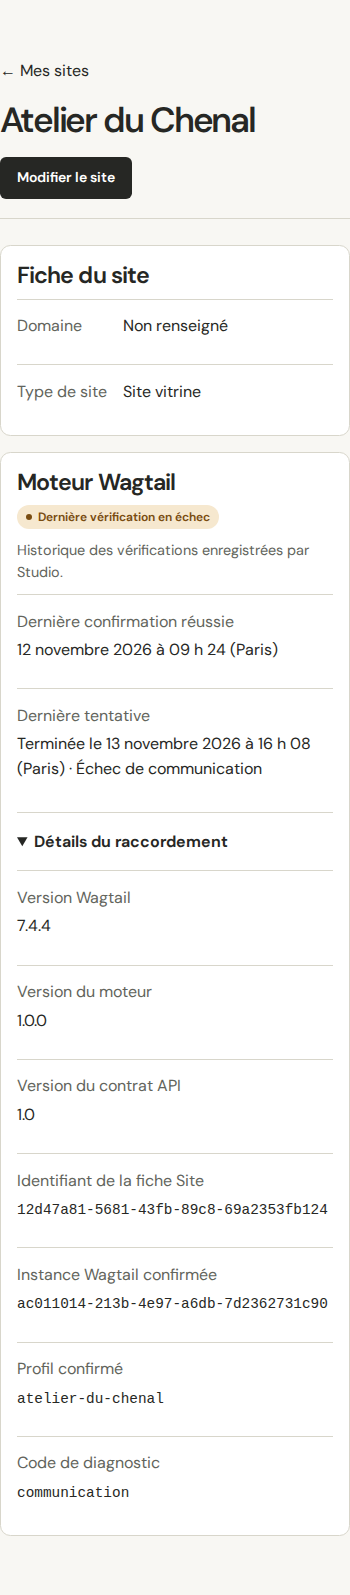 ← Mes sites
Atelier du Chenal
Modifier le site
Fiche du site
Domaine Non renseigné
Type de site Site vitrine
Moteur Wagtail
Dernière vérification en échec
Historique des vérifications enregistrées par
Studio.
Dernière confirmation réussie
12 novembre 2026 à 09 h 24 (Paris)
Dernière tentative
Terminée le 13 novembre 2026 à 16 h 08
(Paris) · Échec de communication
▼ Détails du raccordement
Version Wagtail
7.4.4
Version du moteur
1.0.0
Version du contrat API
1.0
Identifiant de la fiche Site
12d47a81-5681-43fb-89c8-69a2353fb124
Instance Wagtail confirmée
ac011014-213b-4e97-a6db-7d2362731c90
Profil confirmé
atelier-du-chenal
Code de diagnostic
communication